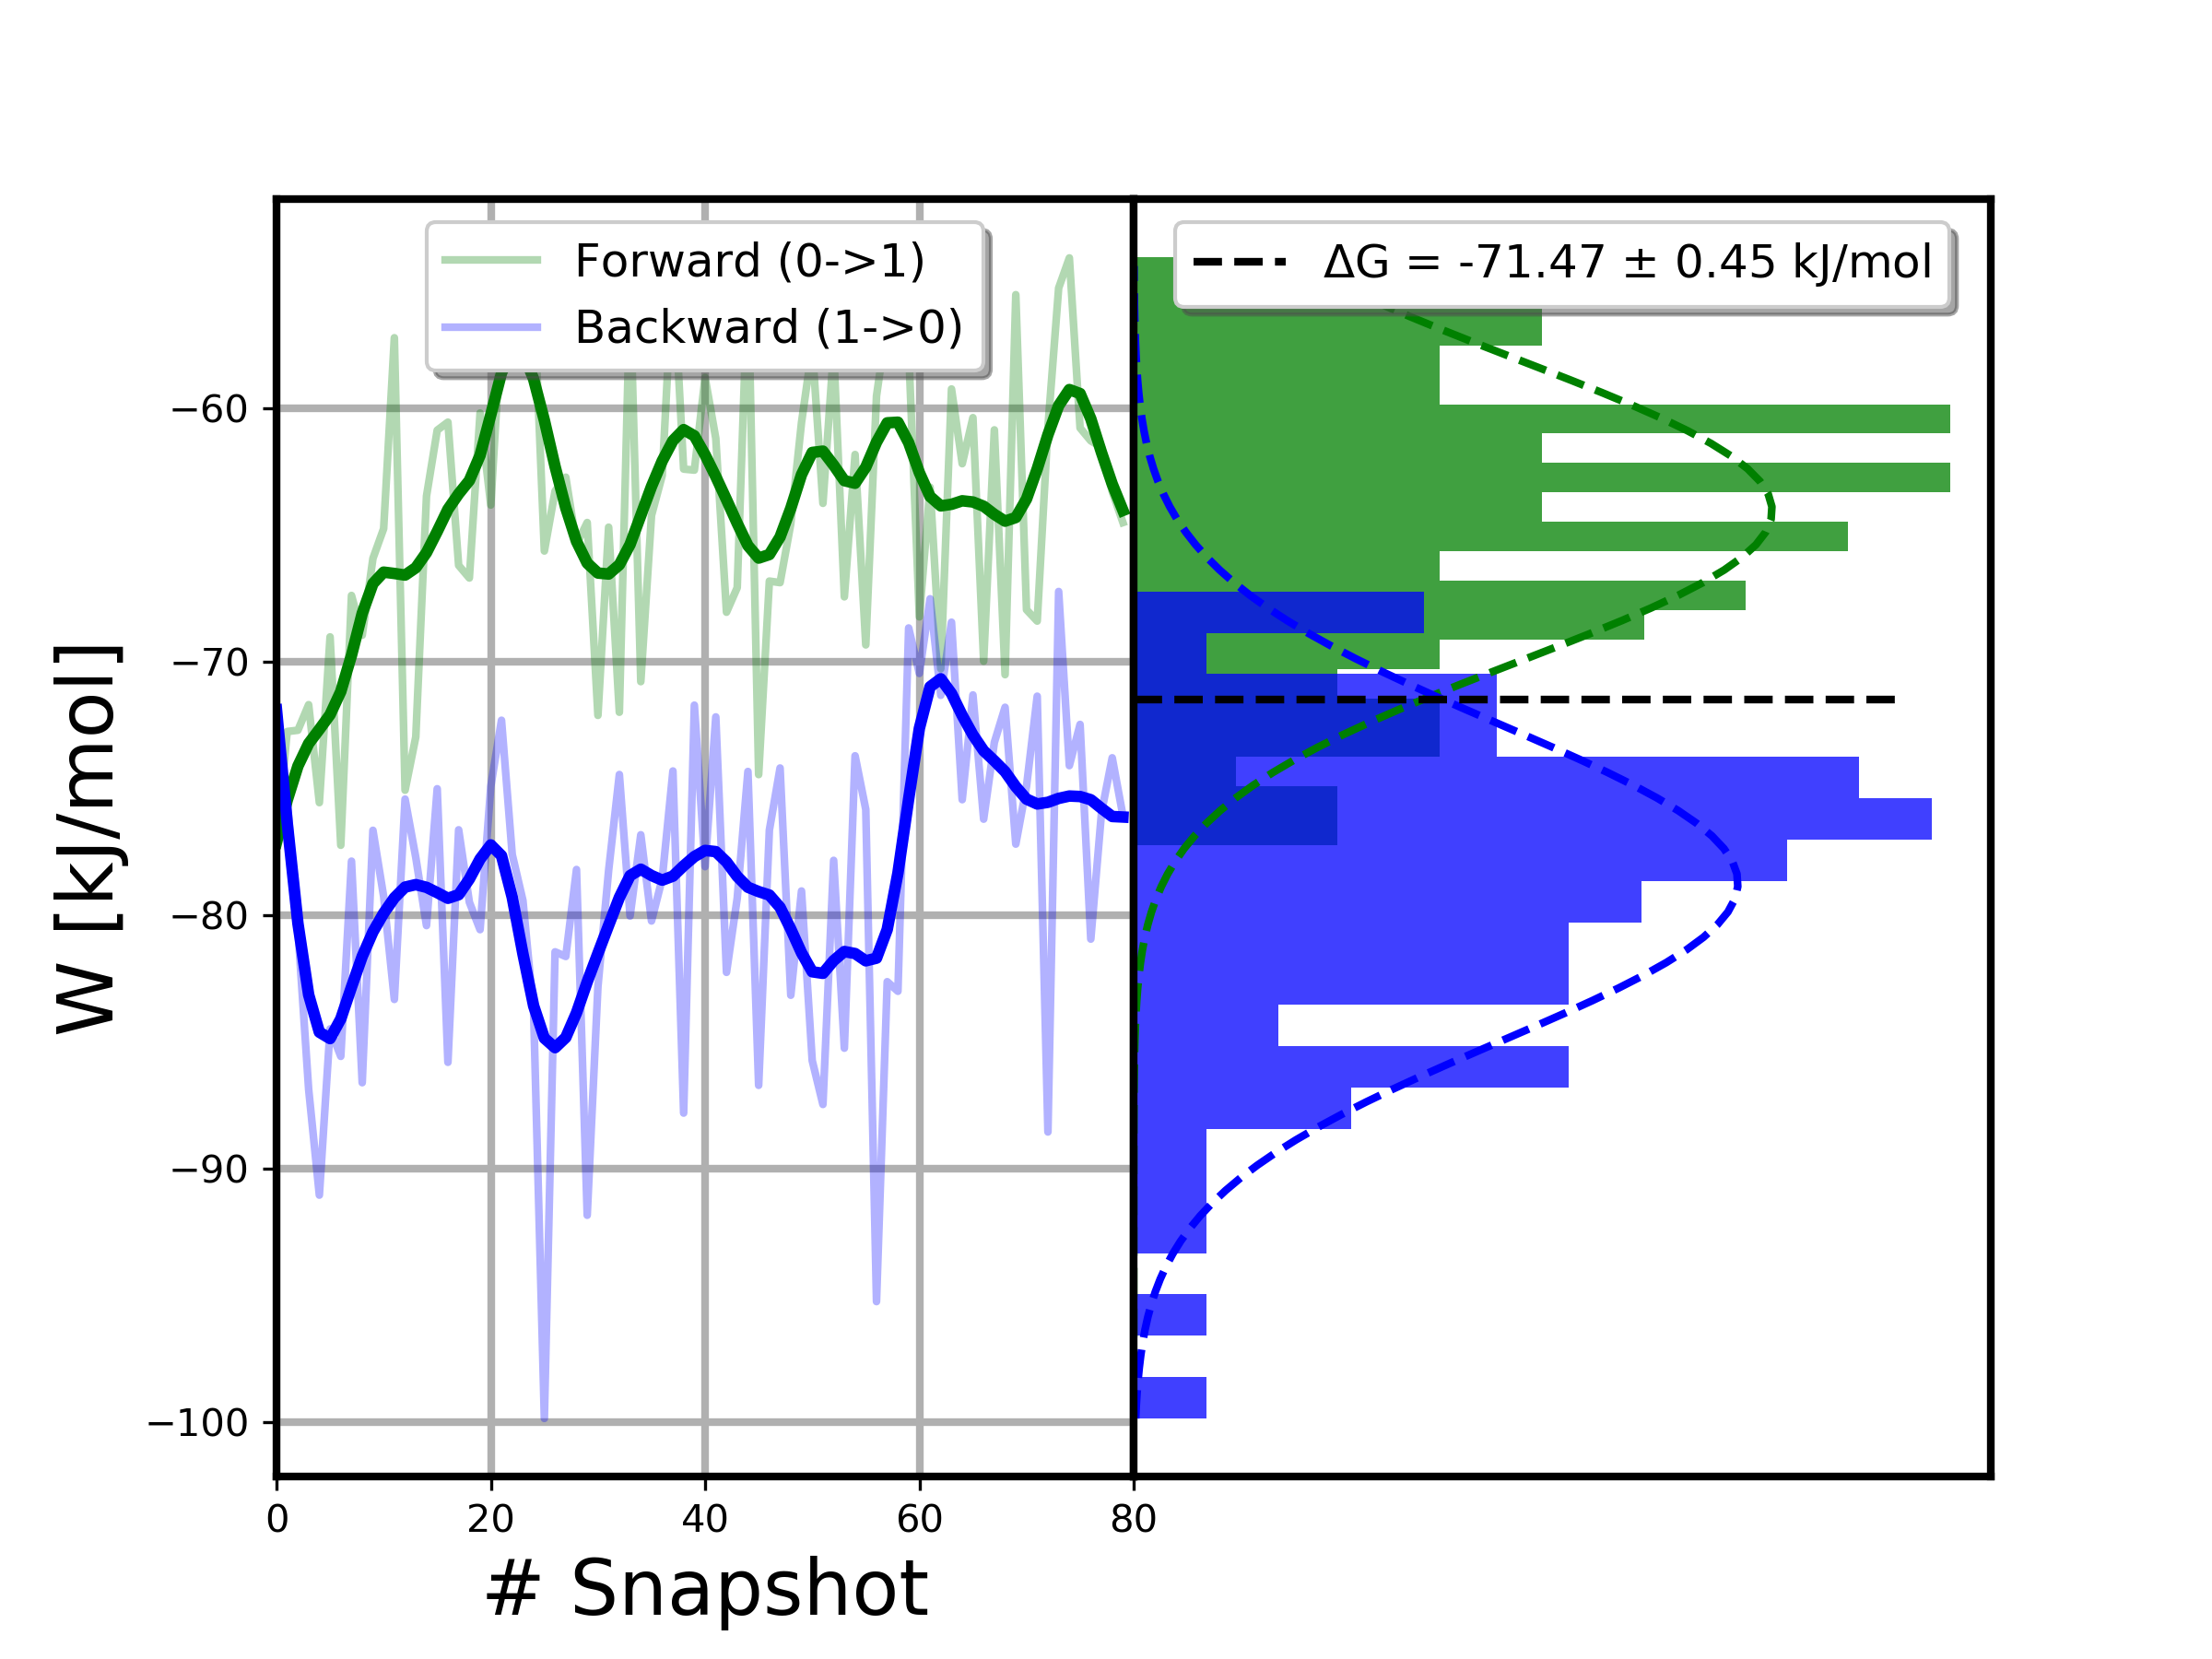 Forward (0->1)
Backward (1->0)
ΔG = -71.47 ± 0.45 kJ/mol
W [kJ/mol]
−60
−70
−80
−90
−100
0 20 40 60 80
# Snapshot